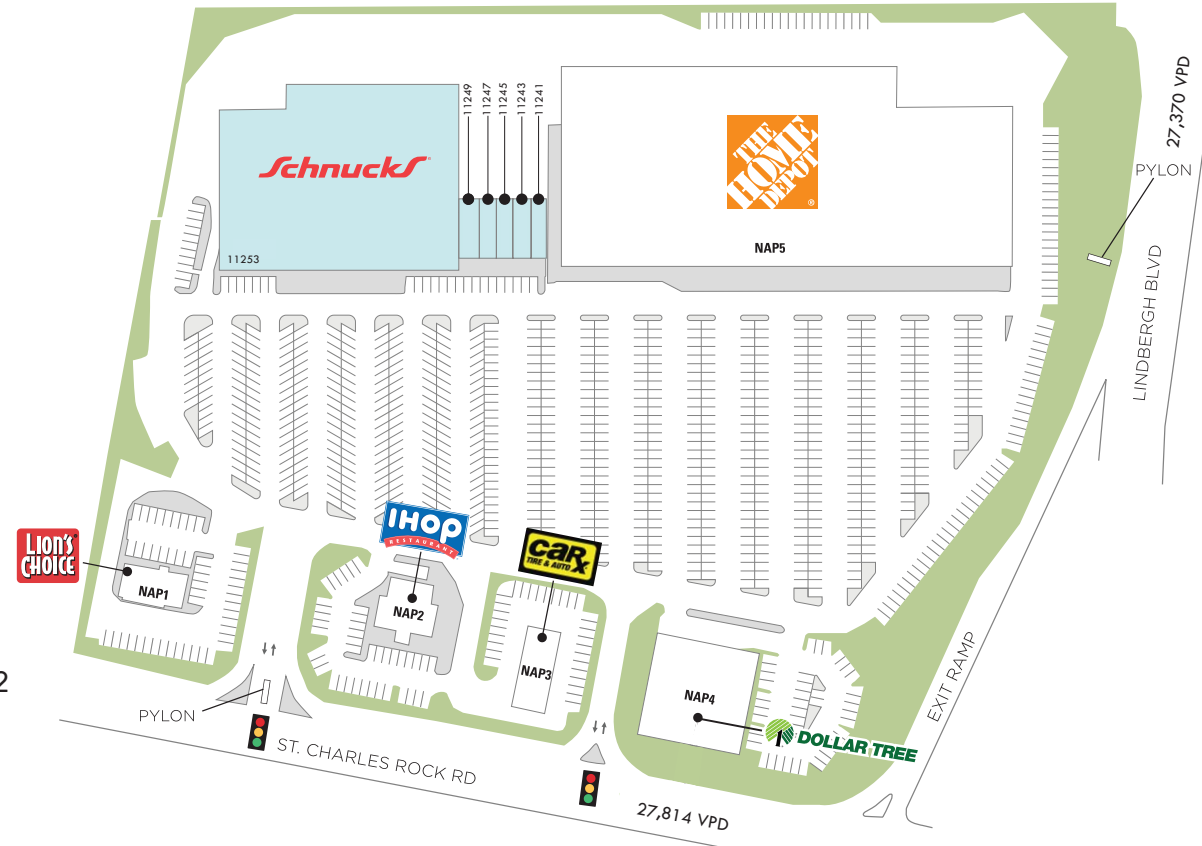 11249
11247
11245
11243
11241
27,370 VPD
Schnucks
THE
HOME
DEPOT
PYLON
NAP5
11253
LINDBERGH BLVD
IHOP
RESTAURANT
CAR X
TIRE & AUTO
LION'S
CHOICE
NAP1
NAP2
NAP3
EXIT RAMP
2
NAP4
PYLON
1
DOLLAR TREE
ST. CHARLES ROCK RD
27,814 VPD